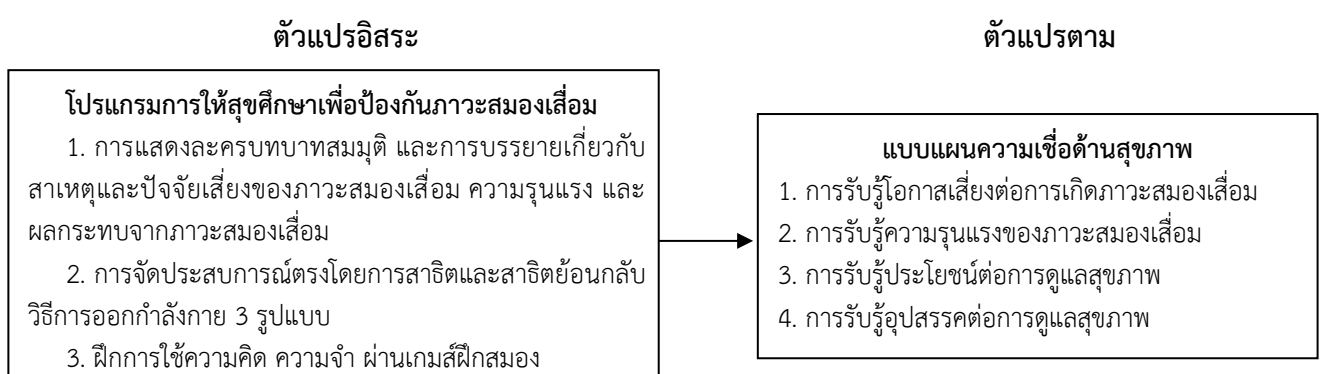 ตัวแปรอิสระ
โปรแกรมการให้สุขศึกษาเพื่อป้องกันภาวะสมองเสื่อม
1. การแสดงละครบทบาทสมมุติ และการบรรยายเกี่ยวกับ
สาเหตุและปัจจัยเสี่ยงของภาวะสมองเสื่อม ความรุนแรง และ
ผลกระทบจากภาวะสมองเสื่อม
2. การจัดประสบการณ์ตรงโดยการสาธิตและสาธิตย้อนกลับ
วิธีการออกกำลังกาย 3 รูปแบบ
3. ฝึกการใช้ความคิด ความจำ ผ่านเกมส์ฝึกสมอง
ตัวแปรตาม
แบบแผนความเชื่อด้านสุขภาพ
1. การรับรู้โอกาสเสี่ยงต่อการเกิดภาวะสมองเสื่อม
2. การรับรู้ความรุนแรงของภาวะสมองเสื่อม
3. การรับรู้ประโยชน์ต่อการดูแลสุขภาพ
4. การรับรู้อุปสรรคต่อการดูแลสุขภาพ